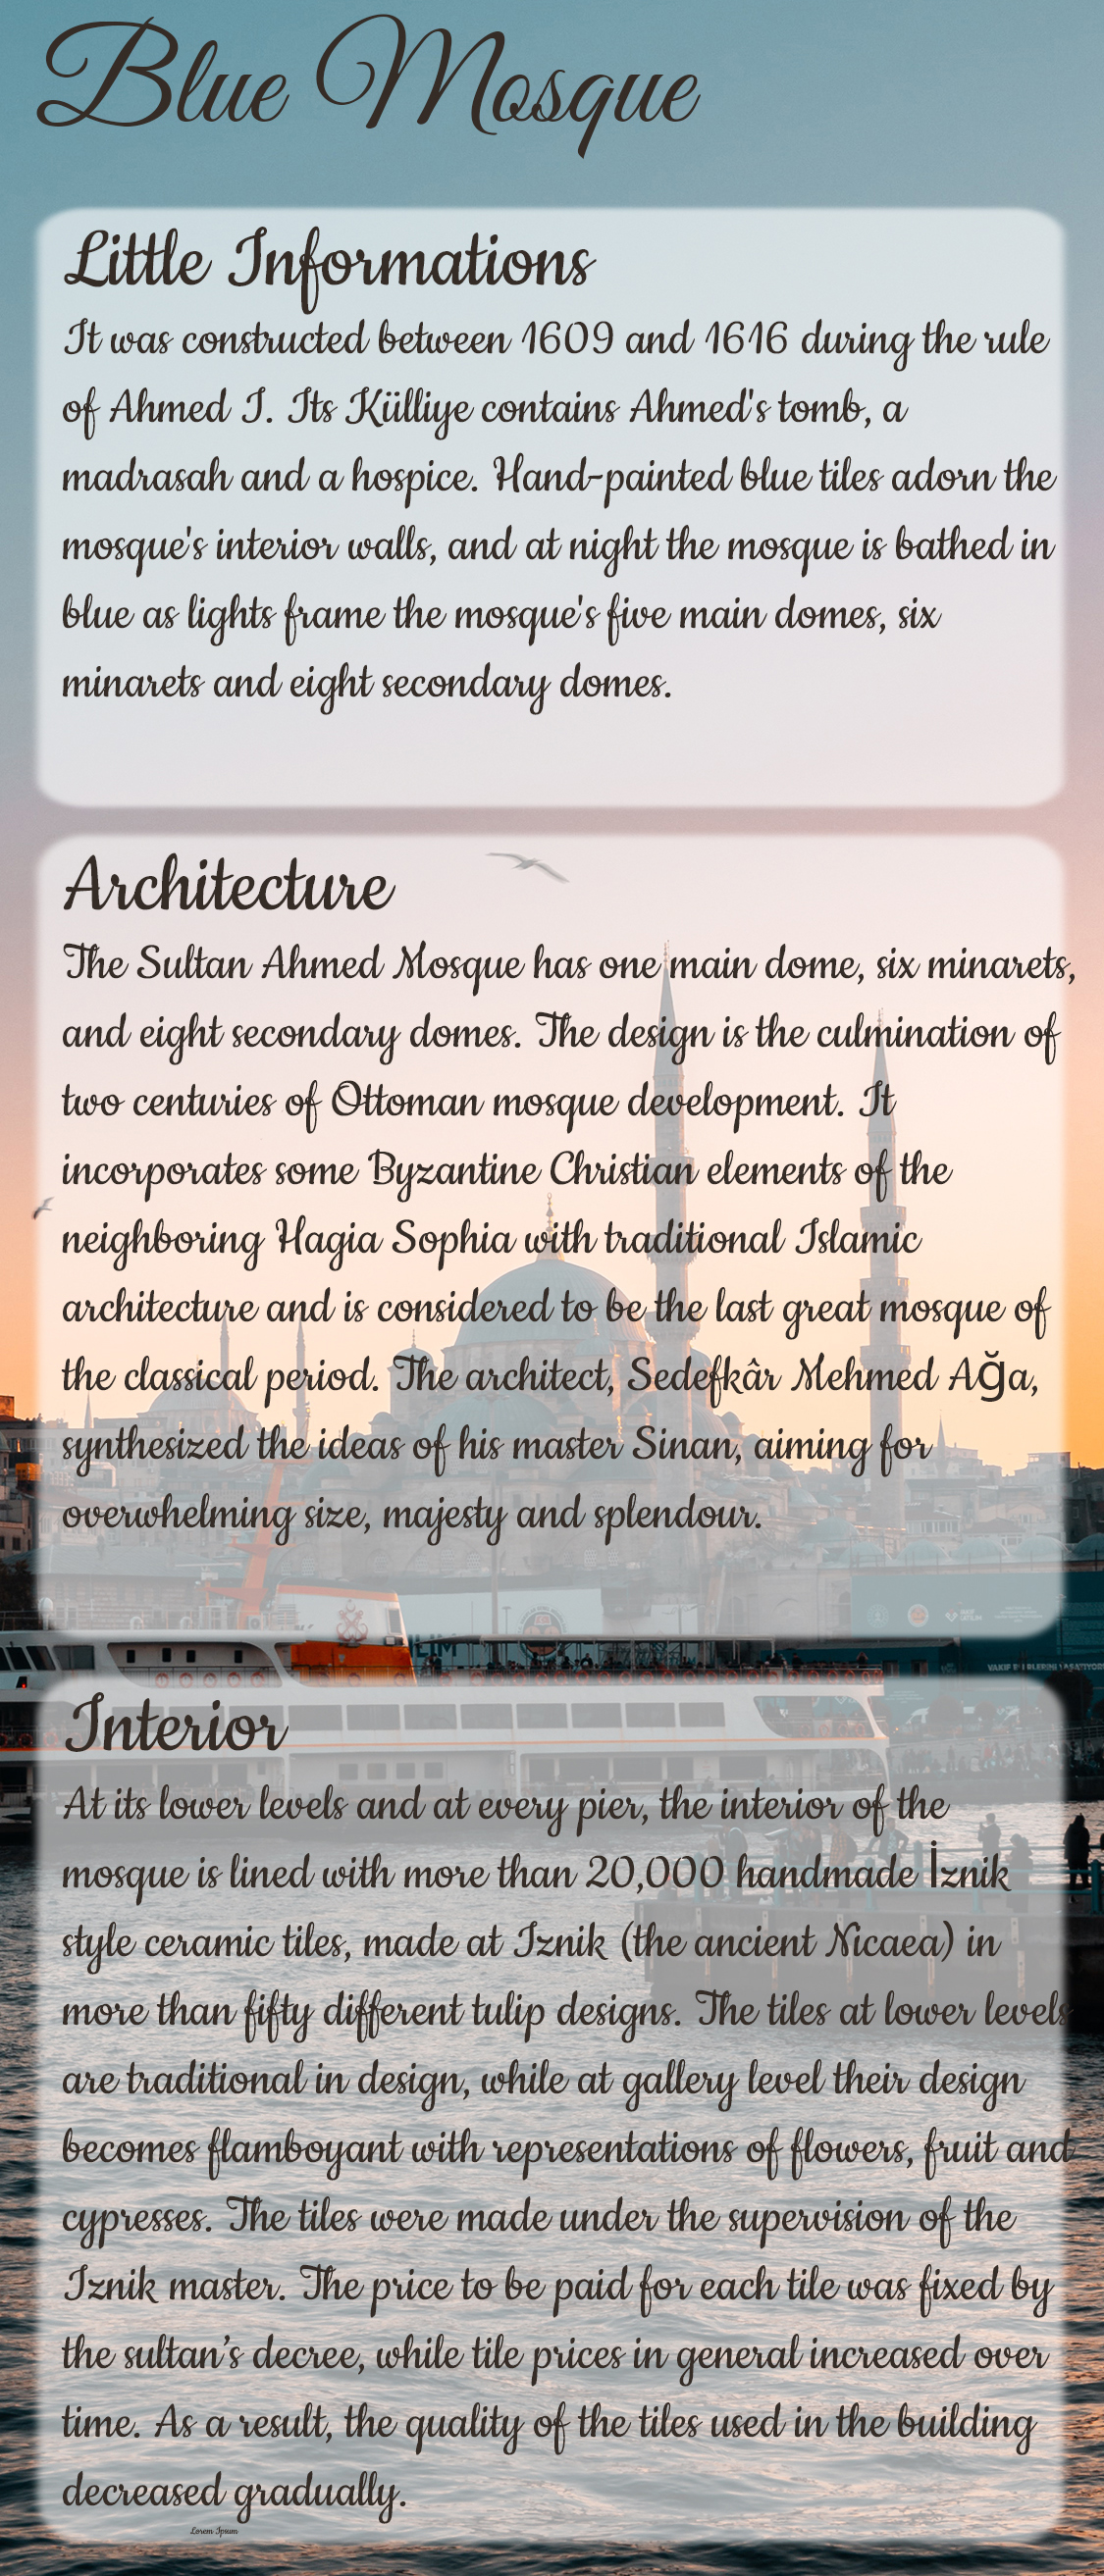 Blue Mosque
Little Informations
It was constructed between 1609 and 1616 during the rule
of Ahmed I. Its Külliye contains Ahmed's tomb, a
madrasah and a hospice. Hand-painted blue tiles adorn the
mosque's interior walls, and at night the mosque is bathed in
blue as lights frame the mosque's five main domes, six
minarets and eight secondary domes.
Architecture
The Sultan Ahmed Mosque has one main dome, six minarets,
and eight secondary domes. The design is the culmination of
two centuries of Ottoman mosque development. It
incorporates some Byzantine Christian elements of the
neighboring Hagia Sophia with traditional Islamic
architecture and is considered to be the last great mosque of
the classical period. The architect, Sedefkâr Mehmed Ağa,
synthesized the ideas of his master Sinan, aiming for
overwhelming size, majesty and splendour.
Interior
At its lower levels and at every pier, the interior of the
mosque is lined with more than 20,000 handmade İznik
style ceramic tiles, made at Iznik (the ancient Nicaea) in
more than fifty different tulip designs. The tiles at lower levels
are traditional in design, while at gallery level their design
becomes flamboyant with representations of flowers, fruit and
cypresses. The tiles were made under the supervision of the
Iznik master. The price to be paid for each tile was fixed by
the sultan’s decree, while tile prices in general increased over
time. As a result, the quality of the tiles used in the building
decreased gradually.
Lorem Ipsum